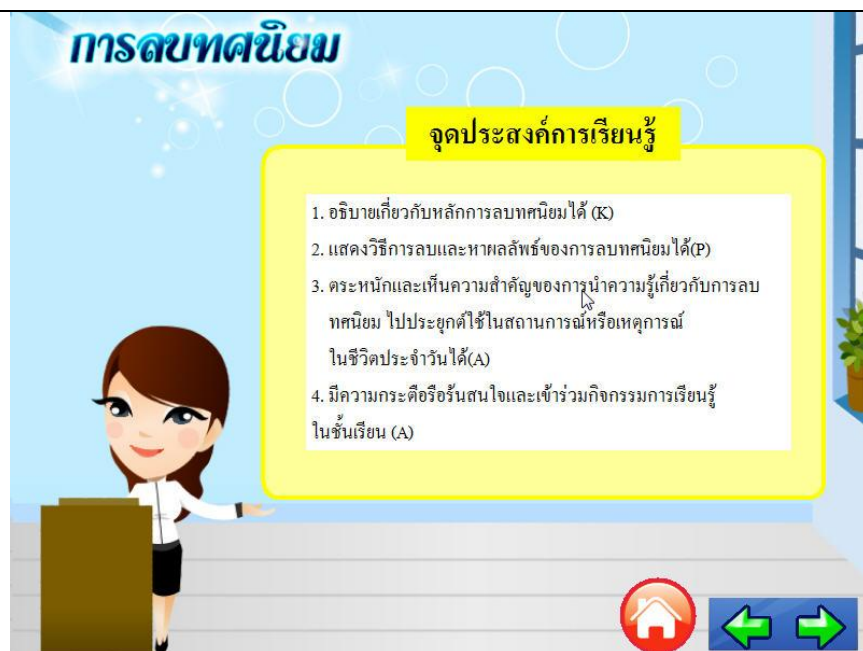 การลบทศนิยม
จุดประสงค์การเรียนรู้
1. อธิบายเกี่ยวกับหลักการลบทศนิยมได้ (K)
2. แสดงวิธีการลบและหาผลลัพธ์ของการลบทศนิยมได้(P)
3. ตระหนักและเห็นความสำคัญของการนำความรู้เกี่ยวกับการลบ
ทศนิยม ไปประยุกต์ใช้ในสถานการณ์หรือเหตุการณ์
ในชีวิตประจำวันได้(A)
4. มีความกระตือรือร้นสนใจและเข้าร่วมกิจกรรมการเรียนรู้
ในชั้นเรียน (A)